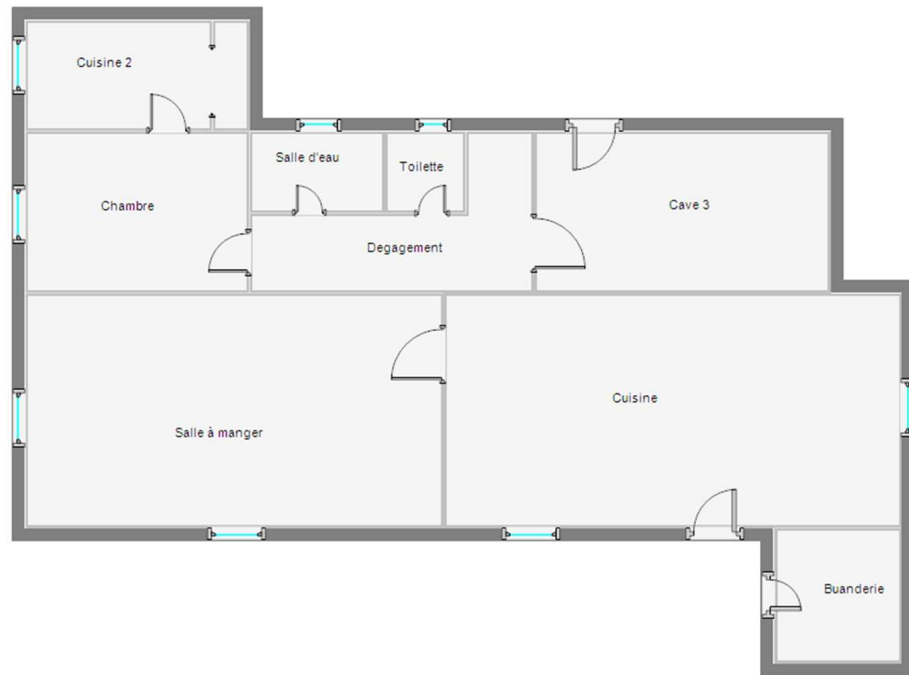 Cuisine 2
Salle d'eau
Toilette
Chambre
Cave 3
Degagement
Cuisine
Salle à manger
Buanderie